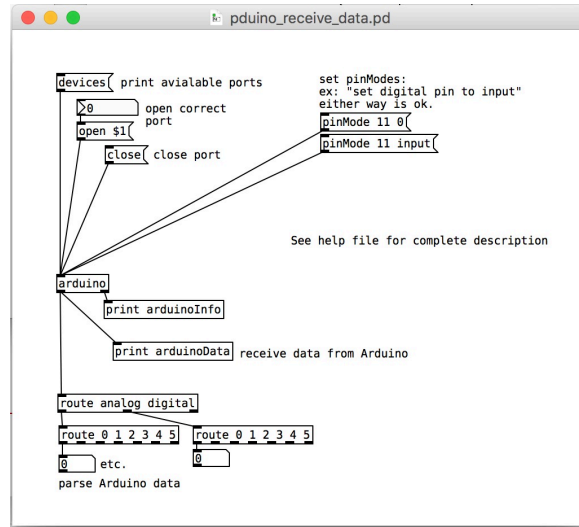 pduino_receive_data.pd
devices print avialable ports
0 open correct
port
open $1
close close port
set pinModes:
ex: "set digital pin to input"
either way is ok.
pinMode 11 0
pinMode 11 input
See help file for complete description
arduino
print arduinoInfo
print arduinoData receive data from Arduino
route analog digital
route 0 1 2 3 4 5 route 0 1 2 3 4 5
0 etc. 0
parse Arduino data